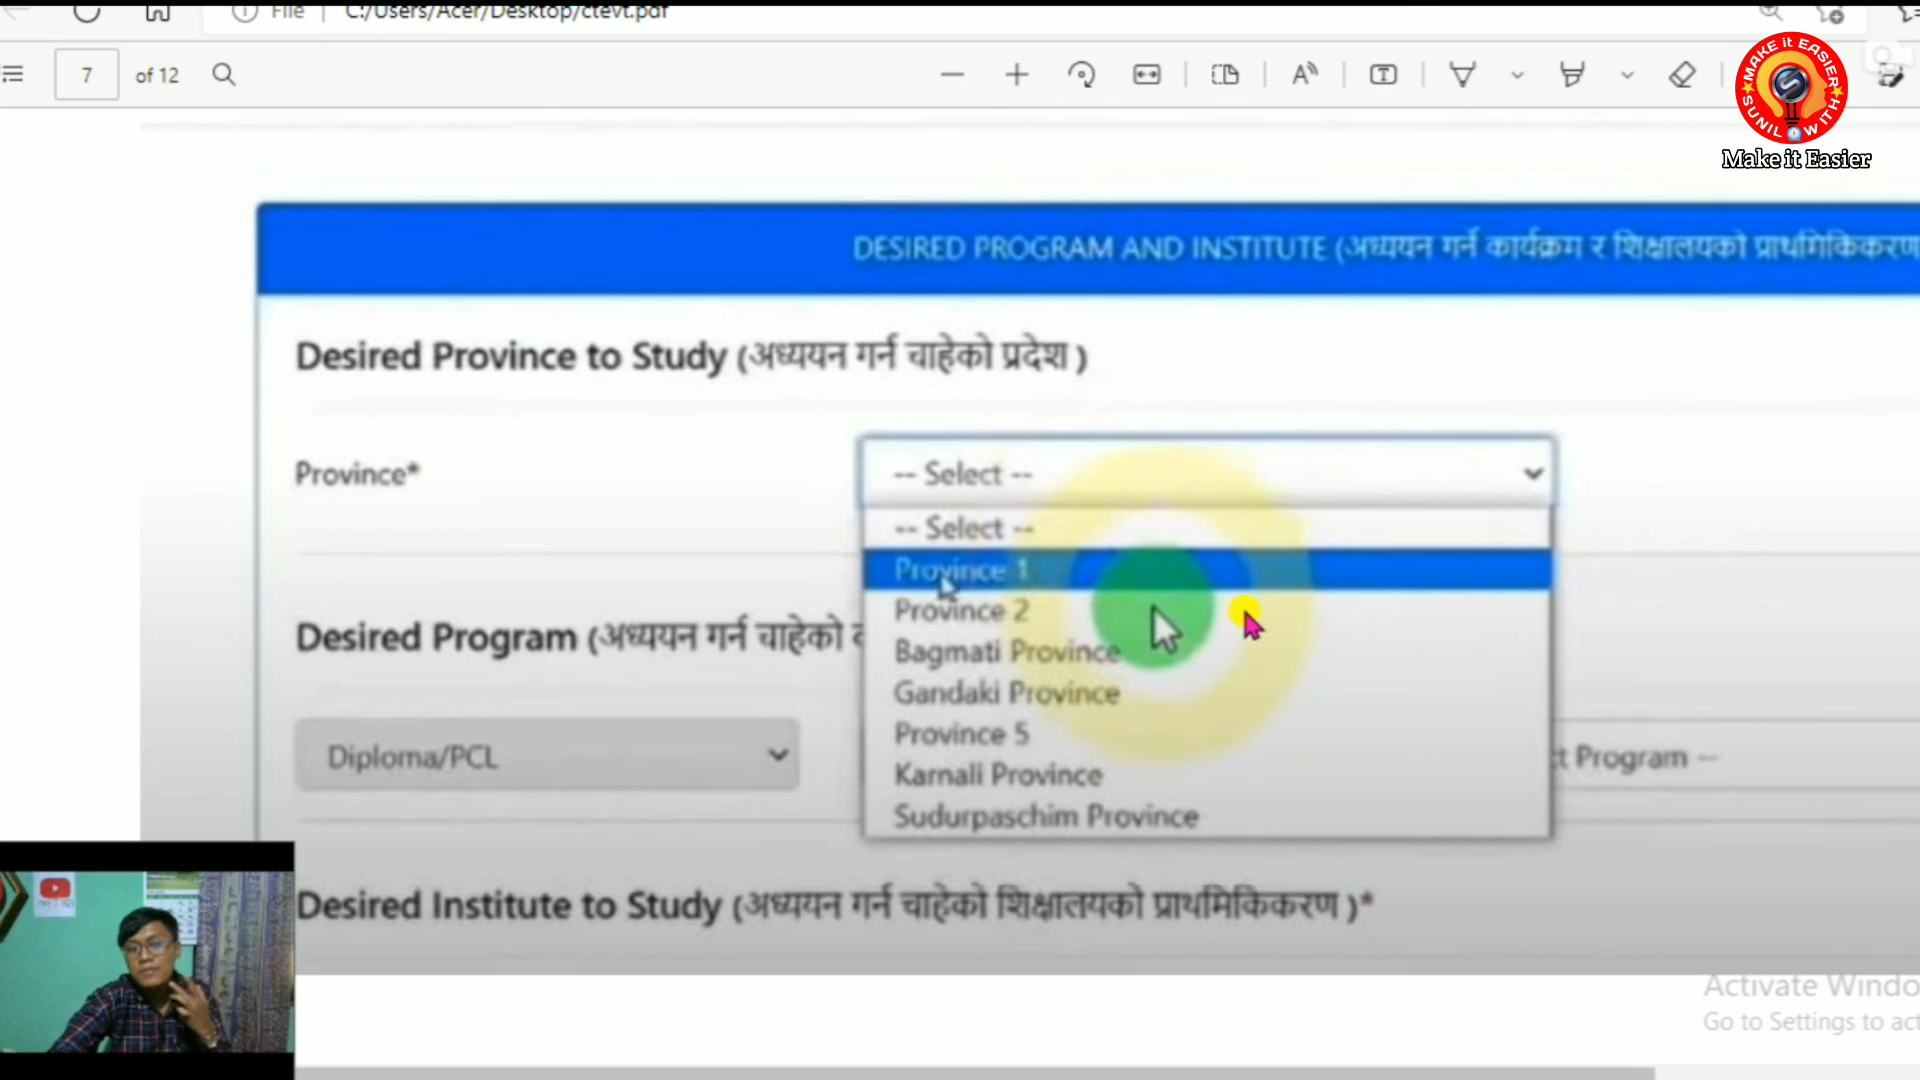 File | C:/Users/Acer/Desktop/ctevt.pdf
7 of 12
MAKE iT EASIER WITH SUNIL
Make it Easier
DESIRED PROGRAM AND INSTITUTE (अध्ययन गर्न कार्यक्रम र शिक्षालयको प्राथमिकिकरण
Desired Province to Study (अध्ययन गर्न चाहेको प्रदेश )
Province*
-- Select --
-- Select --
Province 1
Province 2
Bagmati Province
Gandaki Province
Province 5
Karnali Province
Sudurpaschim Province
Desired Program (अध्ययन गर्न चाहेको
Diploma/PCL
t Program --
Desired Institute to Study (अध्ययन गर्न चाहेको शिक्षालयको प्राथमिकिकरण )*
Activate Windo
Go to Settings to act